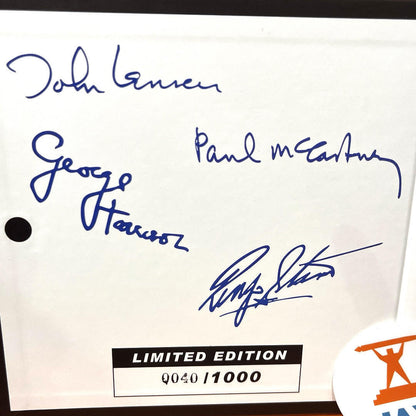 John Lennon
Paul McCartney
George
Harrison
Ringo Starr
LIMITED EDITION
0040 / 1000